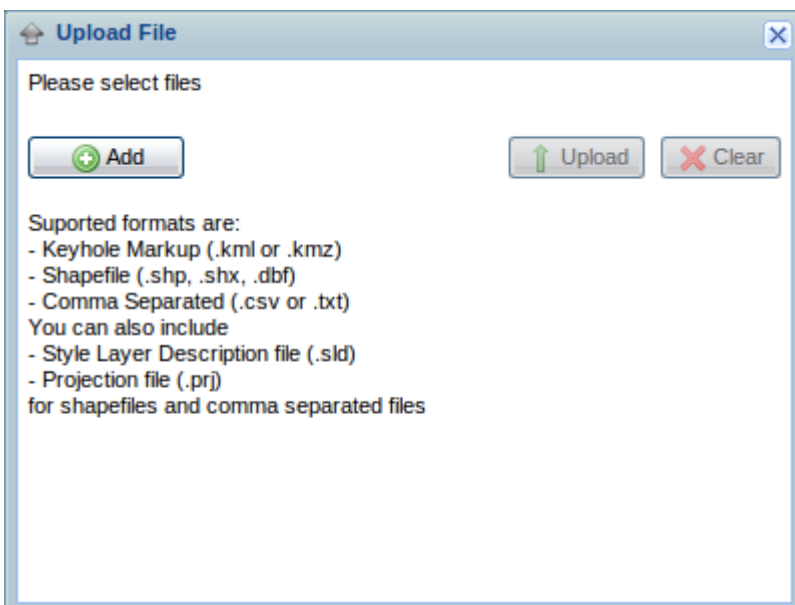 Upload File
Please select files
Add
Upload
Clear
Suported formats are:
- Keyhole Markup (.kml or .kmz)
- Shapefile (.shp, .shx, .dbf)
- Comma Separated (.csv or .txt)
You can also include
- Style Layer Description file (.sld)
- Projection file (.prj)
for shapefiles and comma separated files